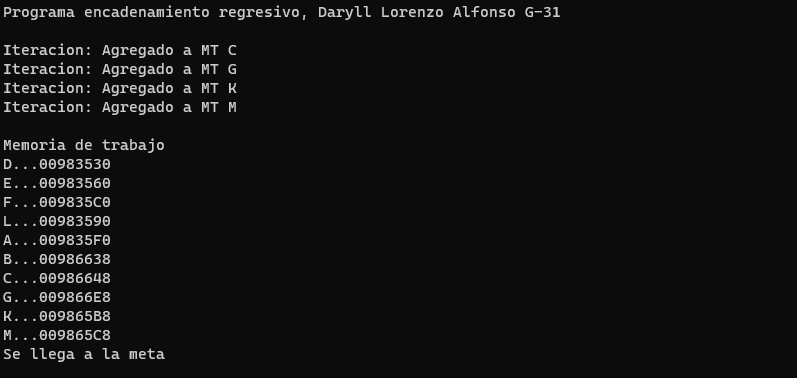 Programa encadenamiento regresivo, Daryll Lorenzo Alfonso G-31
Iteracion: Agregado a MT C
Iteracion: Agregado a MT G
Iteracion: Agregado a MT K
Iteracion: Agregado a MT M
Memoria de trabajo
D...00983530
E...00983560
F...009835C0
L...00983590
A...009835F0
B...00986638
C...00986648
G...009866E8
K...009865B8
M...009865C8
Se llega a la meta